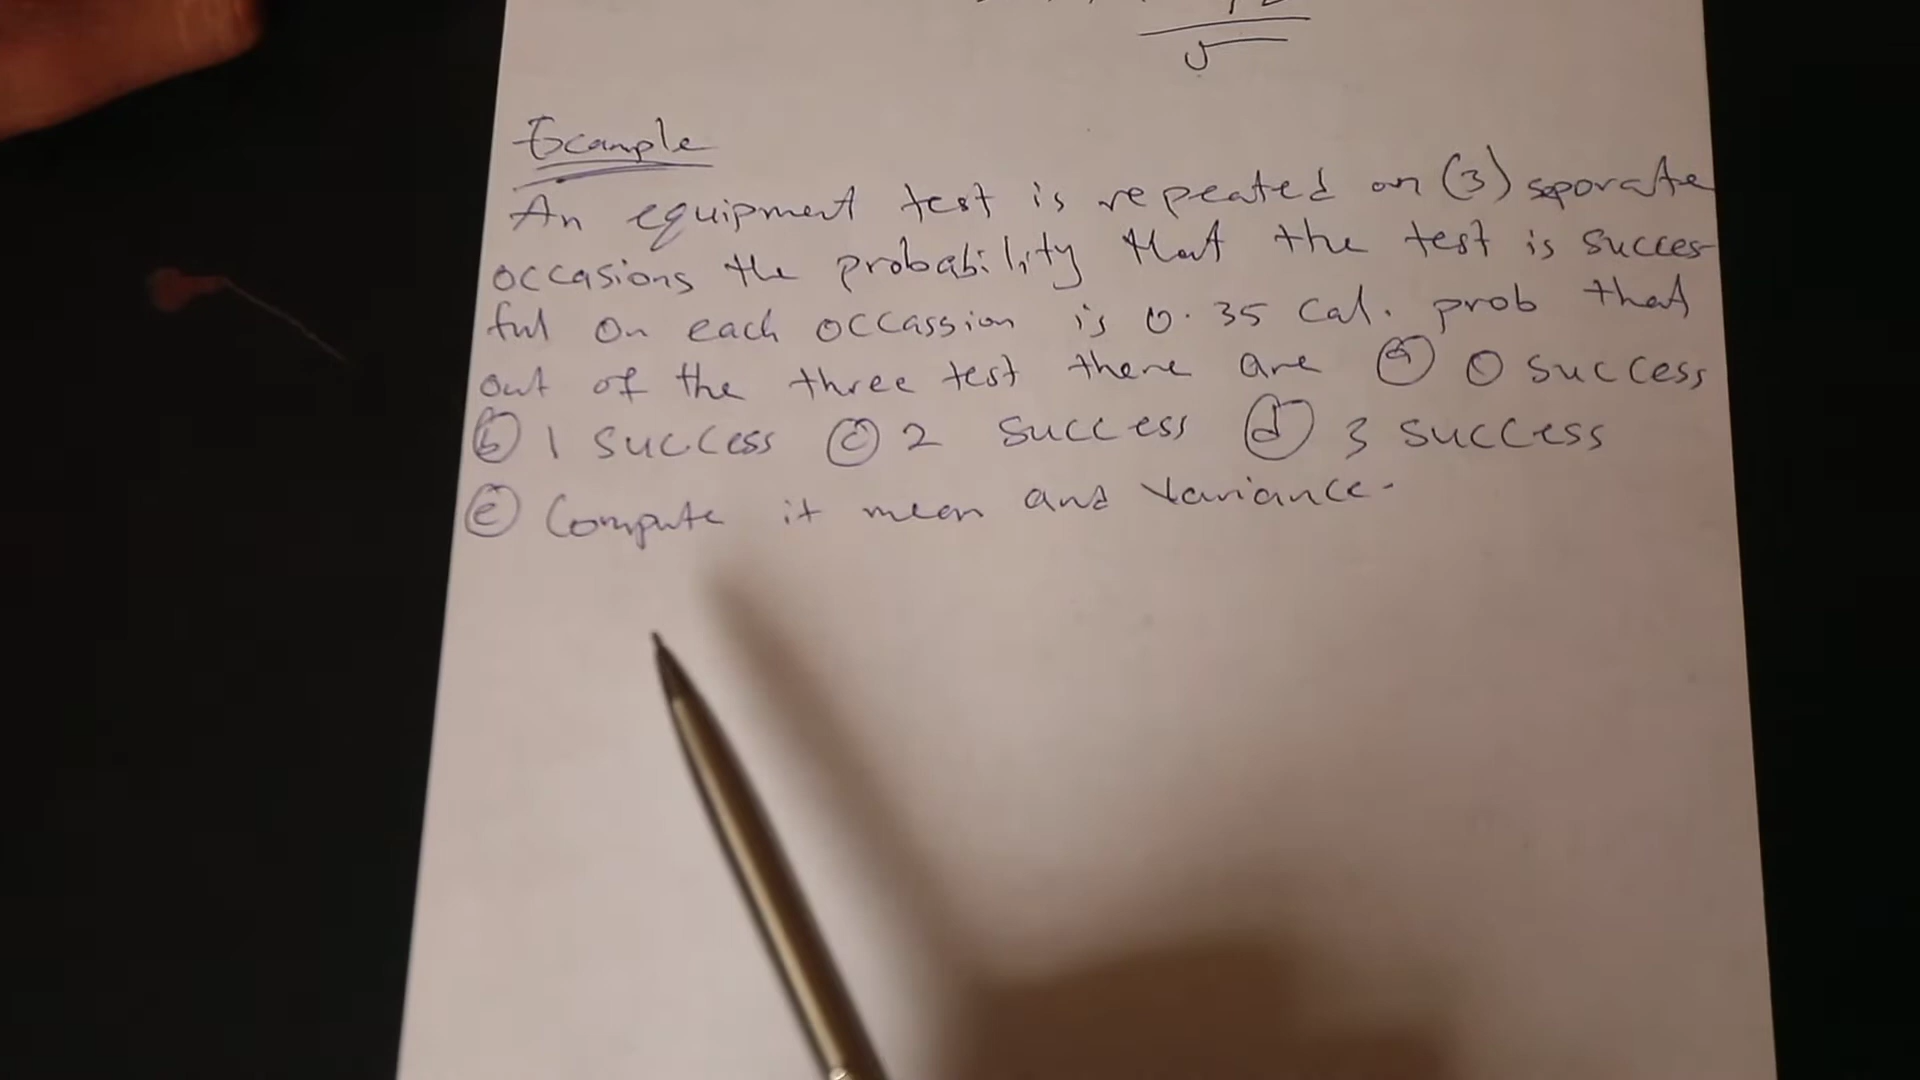 Example
An equipment test is repeated on (3) seporate
occasions the probability that the test is succes-
ful on each occassion is 0.35 Cal. prob that
out of the three test there are (a) 0 success
(b) 1 success (c) 2 success (d) 3 success
(e) Compute it mean and variance.